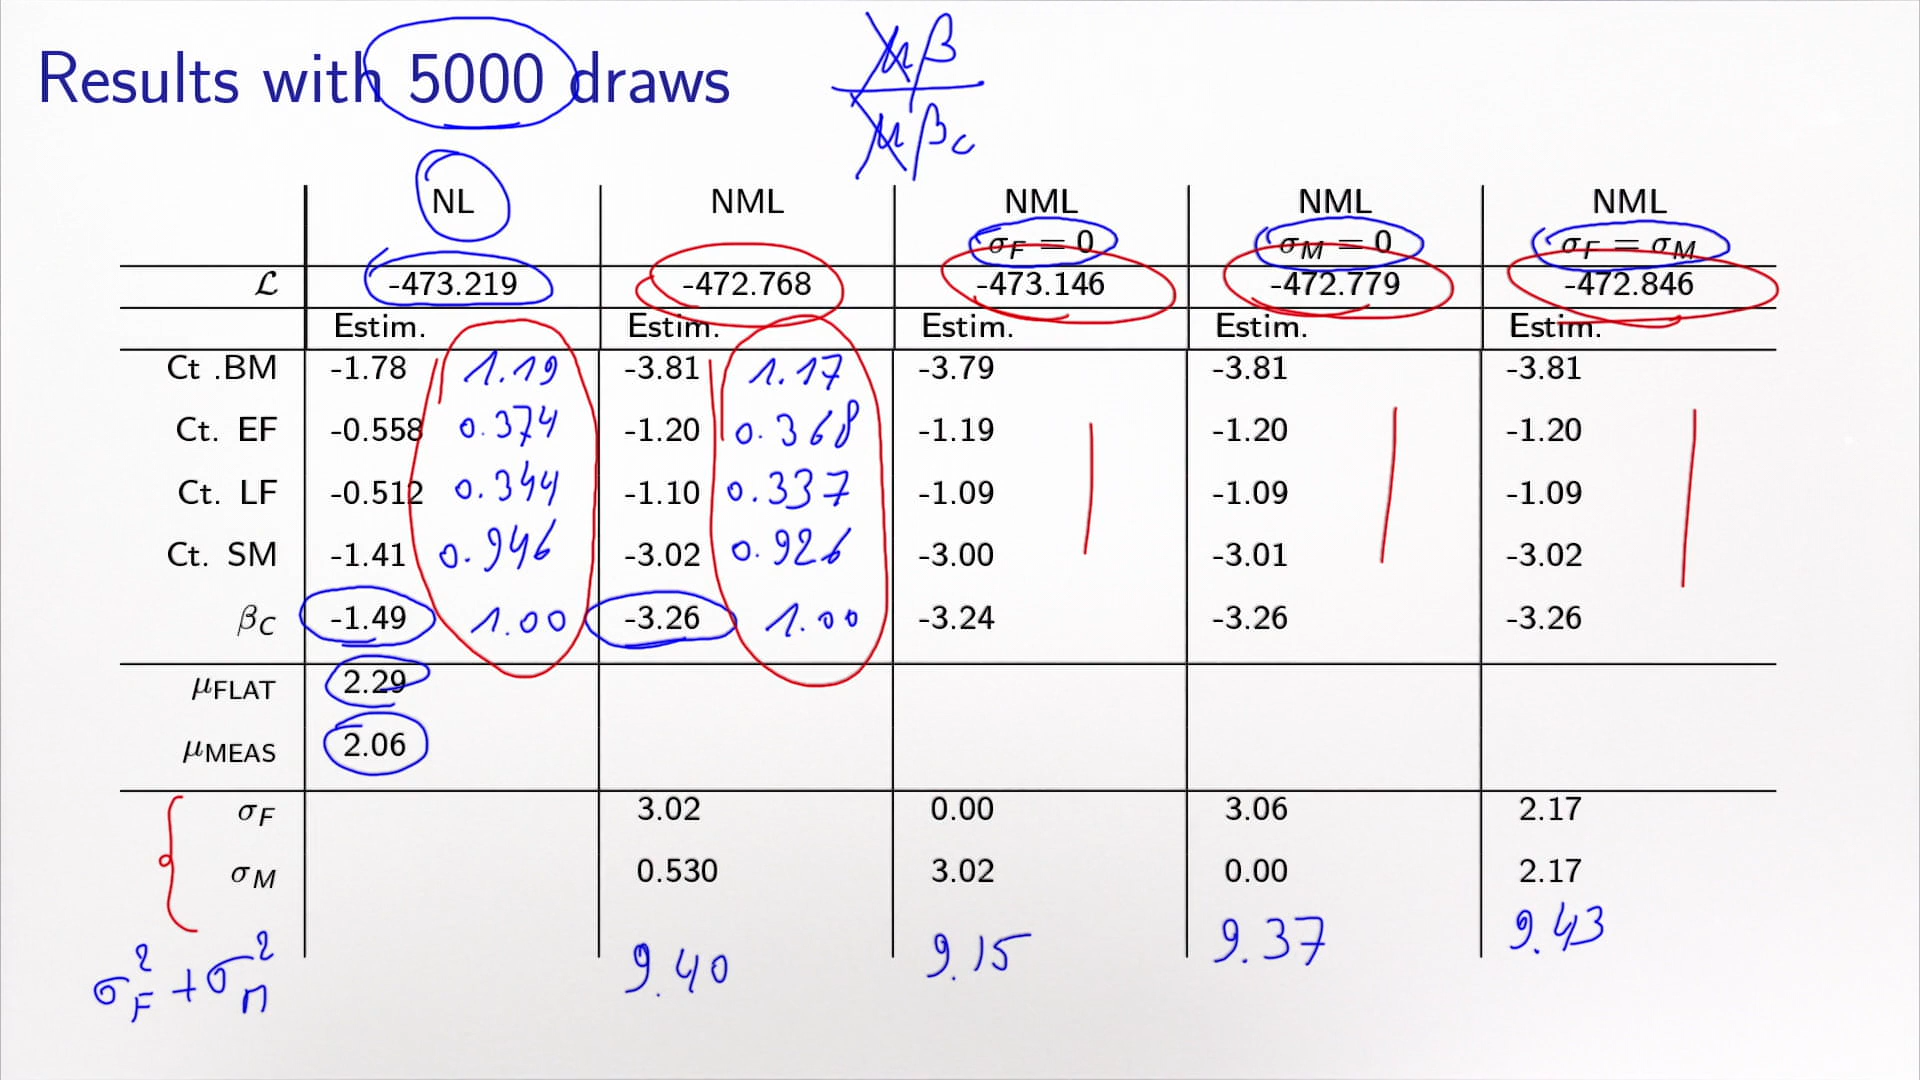 Results with 5000 draws
μβ
μβc
NL NML NML NML NML
σF = 0 σM = 0 σF = σM
ℒ -473.219 -472.768 -473.146 -472.779 -472.846
Estim. Estim. Estim. Estim. Estim.
Ct .BM -1.78 1.19 -3.81 1.17 -3.79 -3.81 -3.81
Ct. EF -0.558 0.374 -1.20 0.368 -1.19 -1.20 -1.20
Ct. LF -0.512 0.344 -1.10 0.337 -1.09 -1.09 -1.09
Ct. SM -1.41 0.946 -3.02 0.926 -3.00 -3.01 -3.02
βC -1.49 1.00 -3.26 1.00 -3.24 -3.26 -3.26
μFLAT 2.29
μMEAS 2.06
σF 3.02 0.00 3.06 2.17
σM 0.530 3.02 0.00 2.17
σF² + σM² 9.40 9.15 9.37 9.43